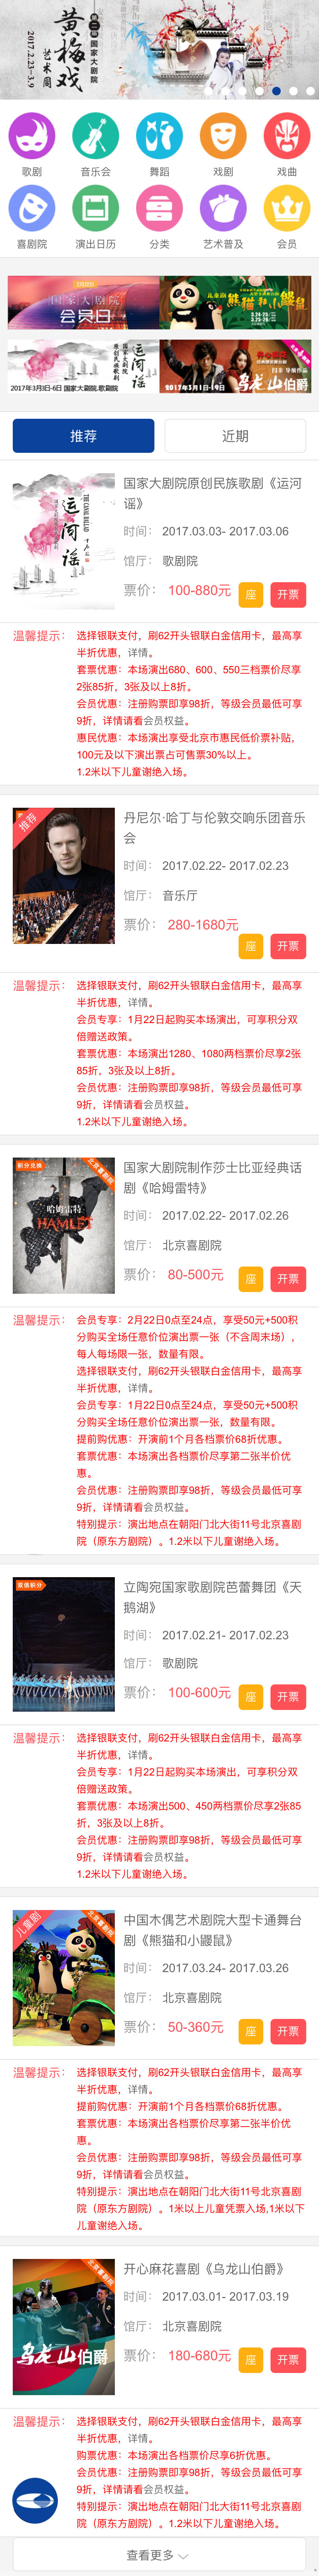 黄梅戏
艺术周
第二届国家大剧院
2017.2.23-3.9
歌剧 音乐会 舞蹈 戏剧 戏曲
喜剧院 演出日历 分类 艺术普及 会员
国家大剧院
会员日
儿童剧
熊猫和小鼹鼠
3.24-3.26
国家大剧院
原创民族歌剧
运河谣
2017年3月3日-6日 国家大剧院·歌剧院
乌龙山伯爵
2017年3月1日-19日
推荐 近期
运河谣
THE CANAL BALLAD
国家大剧院原创民族歌剧《运河
谣》
时间： 2017.03.03- 2017.03.06
馆厅： 歌剧院
票价： 100-880元 座 开票
温馨提示： 选择银联支付，刷62开头银联白金信用卡，最高享
半折优惠，详情。
套票优惠：本场演出680、600、550三档票价尽享
2张85折，3张及以上8折。
会员优惠：注册购票即享98折，等级会员最低可享
9折，详情请看会员权益。
惠民优惠：本场演出享受北京市惠民低价票补贴，
100元及以下演出票占可售票30%以上。
1.2米以下儿童谢绝入场。
推荐
丹尼尔·哈丁与伦敦交响乐团音乐
会
时间： 2017.02.22- 2017.02.23
馆厅： 音乐厅
票价： 280-1680元
座 开票
温馨提示： 选择银联支付，刷62开头银联白金信用卡，最高享
半折优惠，详情。
会员专享：1月22日起购买本场演出，可享积分双
倍赠送政策。
套票优惠：本场演出1280、1080两档票价尽享2张
85折，3张及以上8折。
会员优惠：注册购票即享98折，等级会员最低可享
9折，详情请看会员权益。
1.2米以下儿童谢绝入场。
积分兑换
北京喜剧院
哈姆雷特
HAMLET
国家大剧院制作莎士比亚经典话
剧《哈姆雷特》
时间： 2017.02.22- 2017.02.26
馆厅： 北京喜剧院
票价： 80-500元 座 开票
温馨提示： 会员专享：2月22日0点至24点，享受50元+500积
分购买全场任意价位演出票一张（不含周末场），
每人每场限一张，数量有限。
选择银联支付，刷62开头银联白金信用卡，最高享
半折优惠，详情。
会员专享：1月22日0点至24点，享受50元+500积
分购买全场任意价位演出票一张，数量有限。
提前购优惠：开演前1个月各档票价68折优惠。
套票优惠：本场演出各档票价尽享第二张半价优
惠。
会员优惠：注册购票即享98折，等级会员最低可享
9折，详情请看会员权益。
特别提示：演出地点在朝阳门北大街11号北京喜剧
院（原东方剧院）。1.2米以下儿童谢绝入场。
双倍积分
立陶宛国家歌剧院芭蕾舞团《天
鹅湖》
时间： 2017.02.21- 2017.02.23
馆厅： 歌剧院
票价： 100-600元 座 开票
温馨提示： 选择银联支付，刷62开头银联白金信用卡，最高享
半折优惠，详情。
会员专享：1月22日起购买本场演出，可享积分双
倍赠送政策。
套票优惠：本场演出500、450两档票价尽享2张85
折，3张及以上8折。
会员优惠：注册购票即享98折，等级会员最低可享
9折，详情请看会员权益。
1.2米以下儿童谢绝入场。
儿童剧
北京喜剧院
中国木偶艺术剧院大型卡通舞台
剧《熊猫和小鼹鼠》
时间： 2017.03.24- 2017.03.26
馆厅： 北京喜剧院
票价： 50-360元 座 开票
温馨提示： 选择银联支付，刷62开头银联白金信用卡，最高享
半折优惠，详情。
提前购优惠：开演前1个月各档票价68折优惠。
套票优惠：本场演出各档票价尽享第二张半价优
惠。
会员优惠：注册购票即享98折，等级会员最低可享
9折，详情请看会员权益。
特别提示：演出地点在朝阳门北大街11号北京喜剧
院（原东方剧院）。1米以上儿童凭票入场,1米以下
儿童谢绝入场。
北京喜剧院
乌龙山伯爵
开心麻花喜剧《乌龙山伯爵》
时间： 2017.03.01- 2017.03.19
馆厅： 北京喜剧院
票价： 180-680元 座 开票
温馨提示： 选择银联支付，刷62开头银联白金信用卡，最高享
半折优惠，详情。
购票优惠：本场演出各档票价尽享6折优惠。
会员优惠：注册购票即享98折，等级会员最低可享
9折，详情请看会员权益。
特别提示：演出地点在朝阳门北大街11号北京喜剧
院（原东方剧院）。1.2米以下儿童谢绝入场。
查看更多